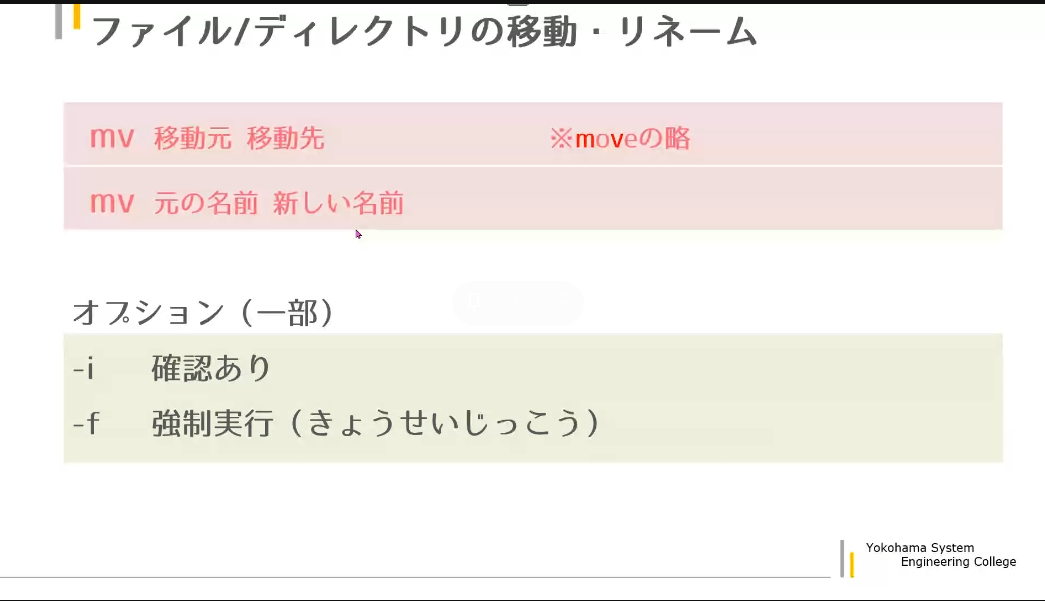 ファイル/ディレクトリの移動・リネーム
mv 移動元 移動先 ※moveの略
mv 元の名前 新しい名前
オプション（一部）
-i 確認あり
-f 強制実行（きょうせいじっこう）
Yokohama System
Engineering College